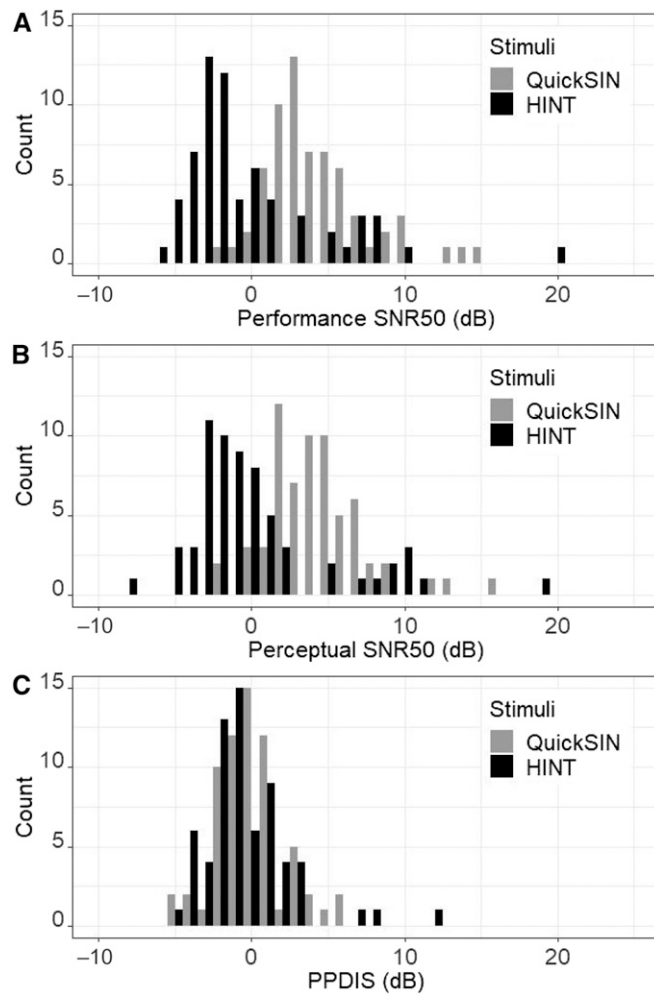 A
15
10
5
0
Count
Stimuli
QuickSIN
HINT
−10 0 10 20
Performance SNR50 (dB)
B
15
10
5
0
Count
Stimuli
QuickSIN
HINT
−10 0 10 20
Perceptual SNR50 (dB)
C
15
10
5
0
Count
Stimuli
QuickSIN
HINT
−10 0 10 20
PPDIS (dB)